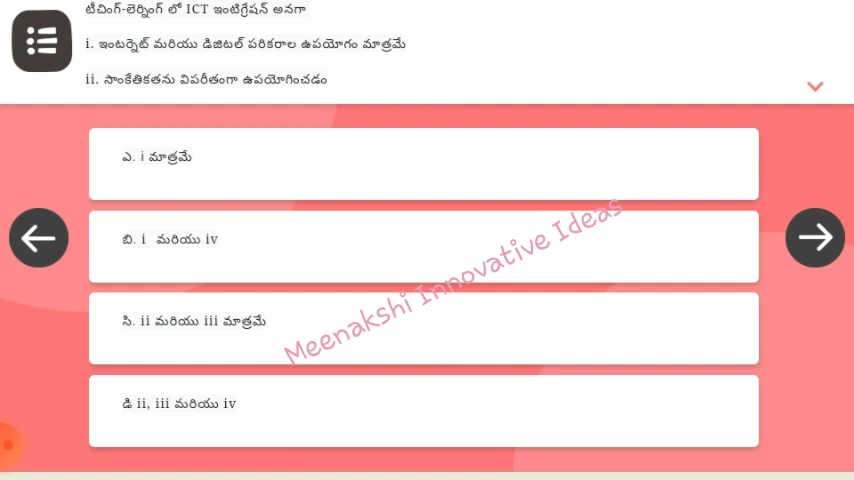 టీచింగ్-లెర్నింగ్ లో ICT ఇంటిగ్రేషన్ అనగా
i. ఇంటర్నెట్ మరియు డిజిటల్ పరికరాల ఉపయోగం మాత్రమే
ii. సాంకేతికతను విపరీతంగా ఉపయోగించడం
ఎ. i మాత్రమే
బి. i మరియు iv
సి. ii మరియు iii మాత్రమే
డి ii, iii మరియు iv
Meenakshi Innovative Ideas